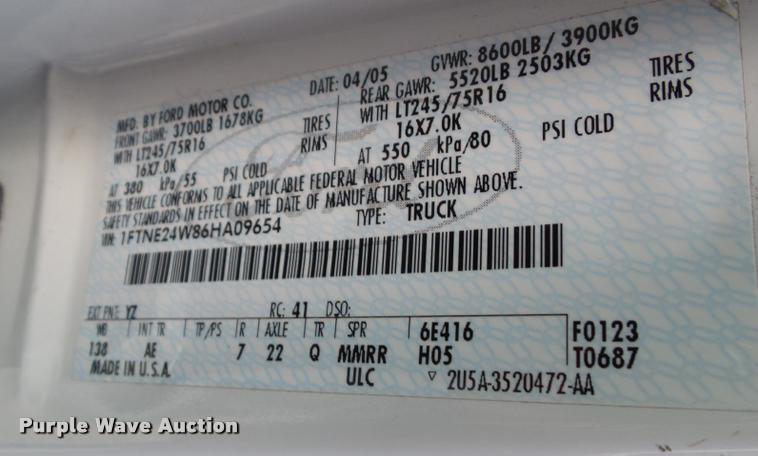 MFD. BY FORD MOTOR CO. DATE: 04/05 GVWR: 8600LB / 3900KG
FRONT GAWR: 3700LB 1678KG REAR GAWR: 5520LB 2503KG
WITH LT245/75R16 TIRES WITH LT245/75R16 TIRES
16X7.0K RIMS 16X7.0K RIMS
AT 380 kPa/55 PSI COLD AT 550 kPa/80 PSI COLD
THIS VEHICLE CONFORMS TO ALL APPLICABLE FEDERAL MOTOR VEHICLE
SAFETY STANDARDS IN EFFECT ON THE DATE OF MANUFACTURE SHOWN ABOVE.
VIN: 1FTNE24W86HA09654 TYPE: TRUCK
EXT PNT: YZ RC: 41 DSO:
WB INT TR TP/PS R AXLE TR SPR 6E416 F0123
138 AE 7 22 Q MMRR H05 T0687
MADE IN U.S.A. ULC ▽ 2U5A-3520472-AA
Purple Wave Auction